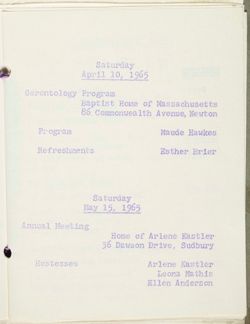 Saturday
April 10, 1965
Gerontology Program
Baptist Home of Massachusetts
86 Commonwealth Avenue, Newton
Program Maude Hawkes
Refreshments Esther Brier
Saturday
May 15, 1965
Annual Meeting
Home of Arlene Kastler
36 Dawson Drive, Sudbury
Hostesses Arlene Kastler
Leona Mathis
Ellen Anderson